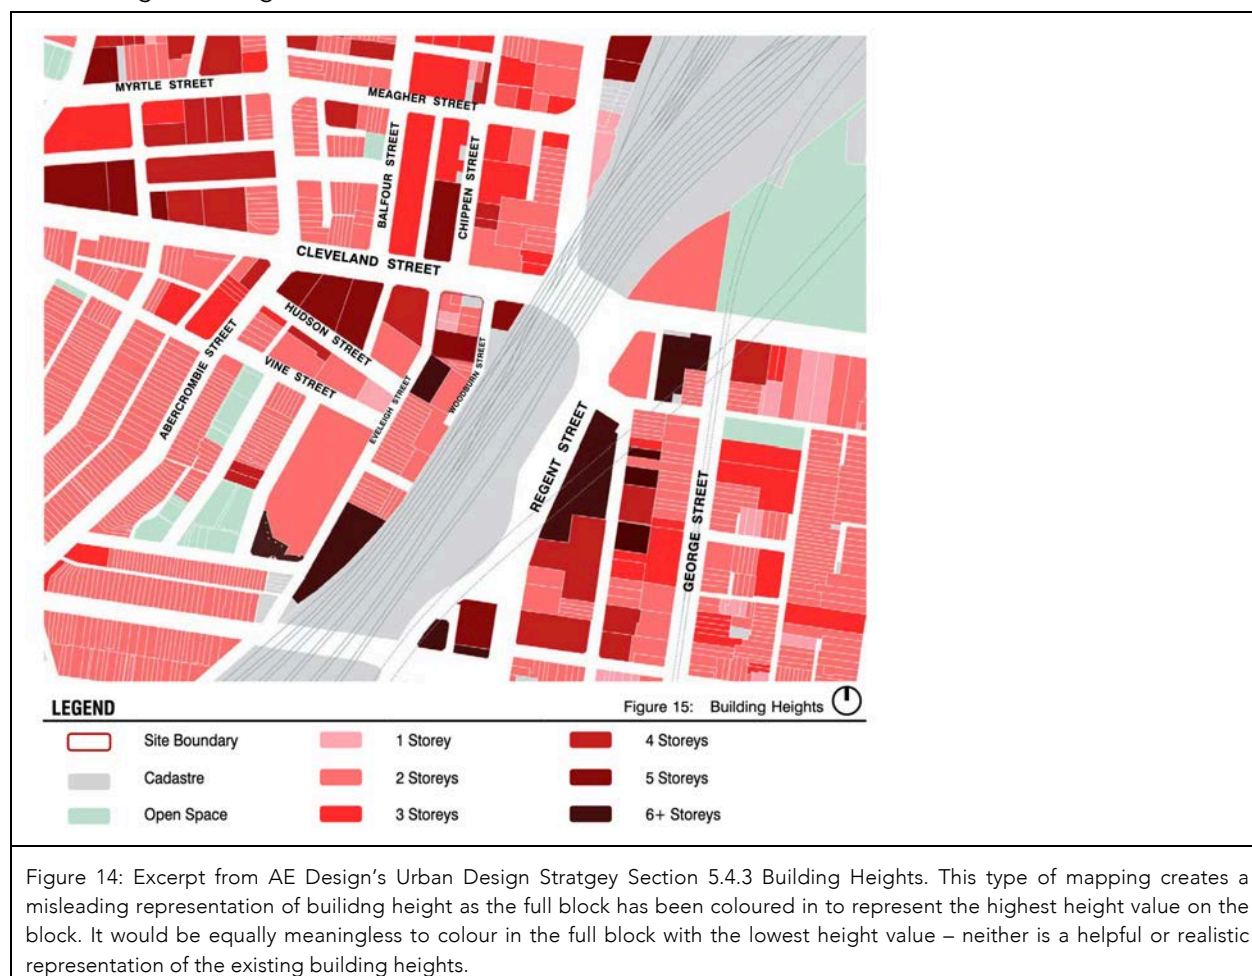 MYRTLE STREET
MEAGHER STREET
BALFOUR STREET
CHIPPEN STREET
CLEVELAND STREET
HUDSON STREET
VINE STREET
ABERCROMBIE STREET
EVELEIGH STREET
WOODBURN STREET
REGENT STREET
GEORGE STREET
LEGEND
Figure 15: Building Heights
Site Boundary
1 Storey
4 Storeys
Cadastre
2 Storeys
5 Storeys
Open Space
3 Storeys
6+ Storeys
Figure 14: Excerpt from AE Design's Urban Design Stratgey Section 5.4.3 Building Heights. This type of mapping creates a
misleading representation of builidng height as the full block has been coloured in to represent the highest height value on the
block. It would be equally meaningless to colour in the full block with the lowest height value – neither is a helpful or realistic
representation of the existing building heights.